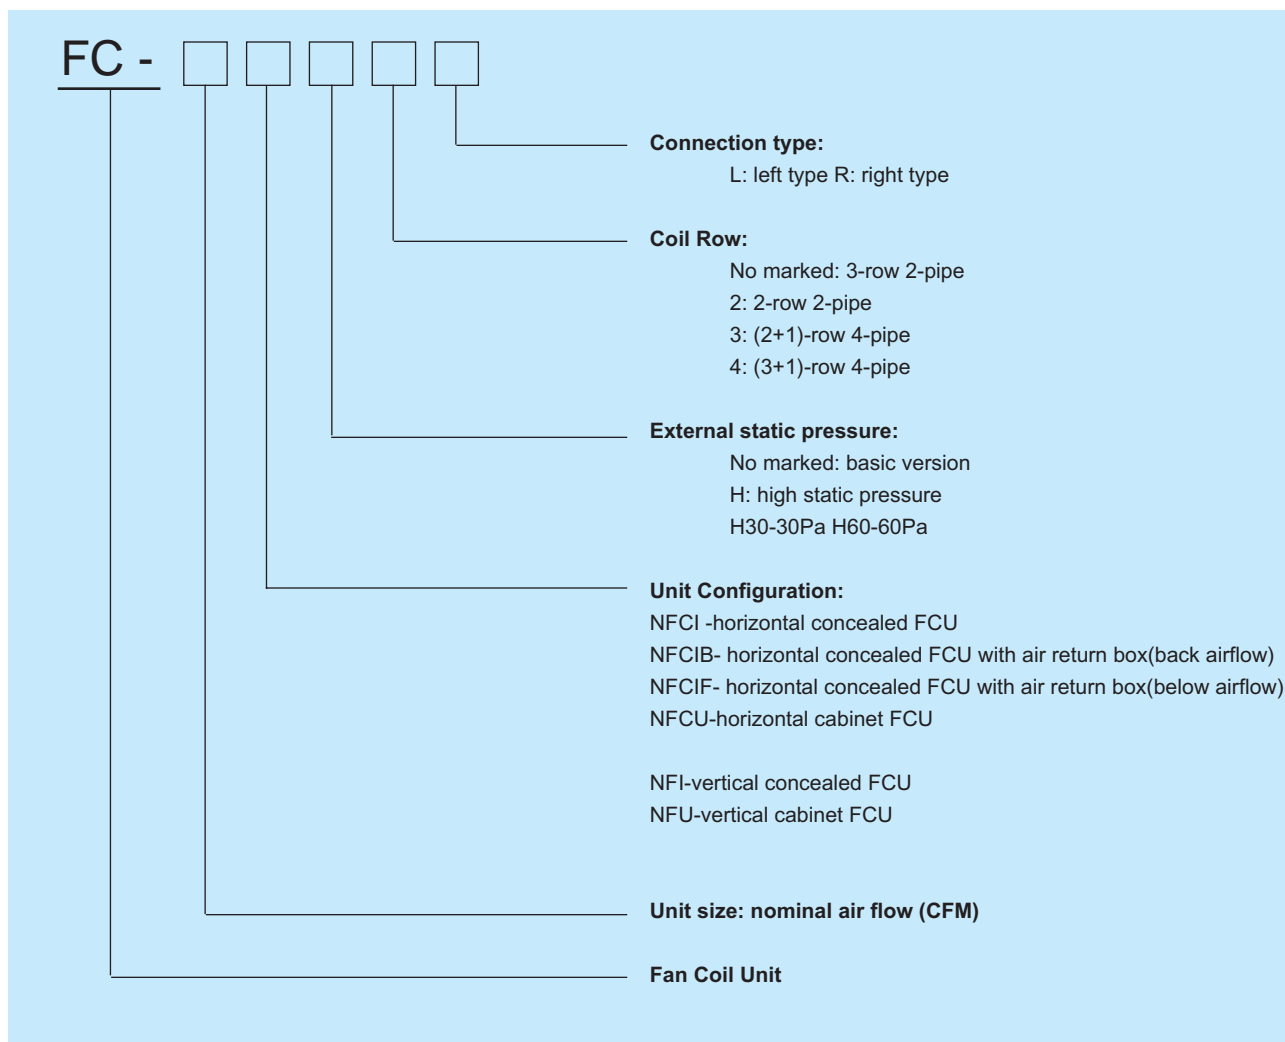 FC -
Connection type:
L: left type R: right type
Coil Row:
No marked: 3-row 2-pipe
2: 2-row 2-pipe
3: (2+1)-row 4-pipe
4: (3+1)-row 4-pipe
External static pressure:
No marked: basic version
H: high static pressure
H30-30Pa H60-60Pa
Unit Configuration:
NFCI -horizontal concealed FCU
NFCIB- horizontal concealed FCU with air return box(back airflow)
NFCIF- horizontal concealed FCU with air return box(below airflow)
NFCU-horizontal cabinet FCU
NFI-vertical concealed FCU
NFU-vertical cabinet FCU
Unit size: nominal air flow (CFM)
Fan Coil Unit